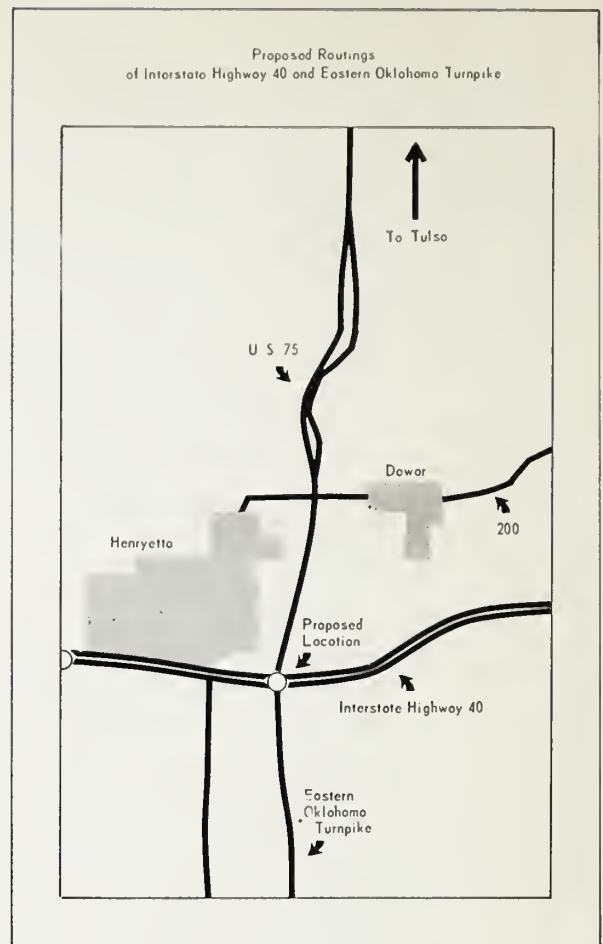 Proposed Routings
of Interstate Highway 40 and Eastern Oklahoma Turnpike
To Tulsa
U S 75
Dewar
200
Henryetta
Proposed
Location
Interstate Highway 40
Eastern
Oklahoma
Turnpike